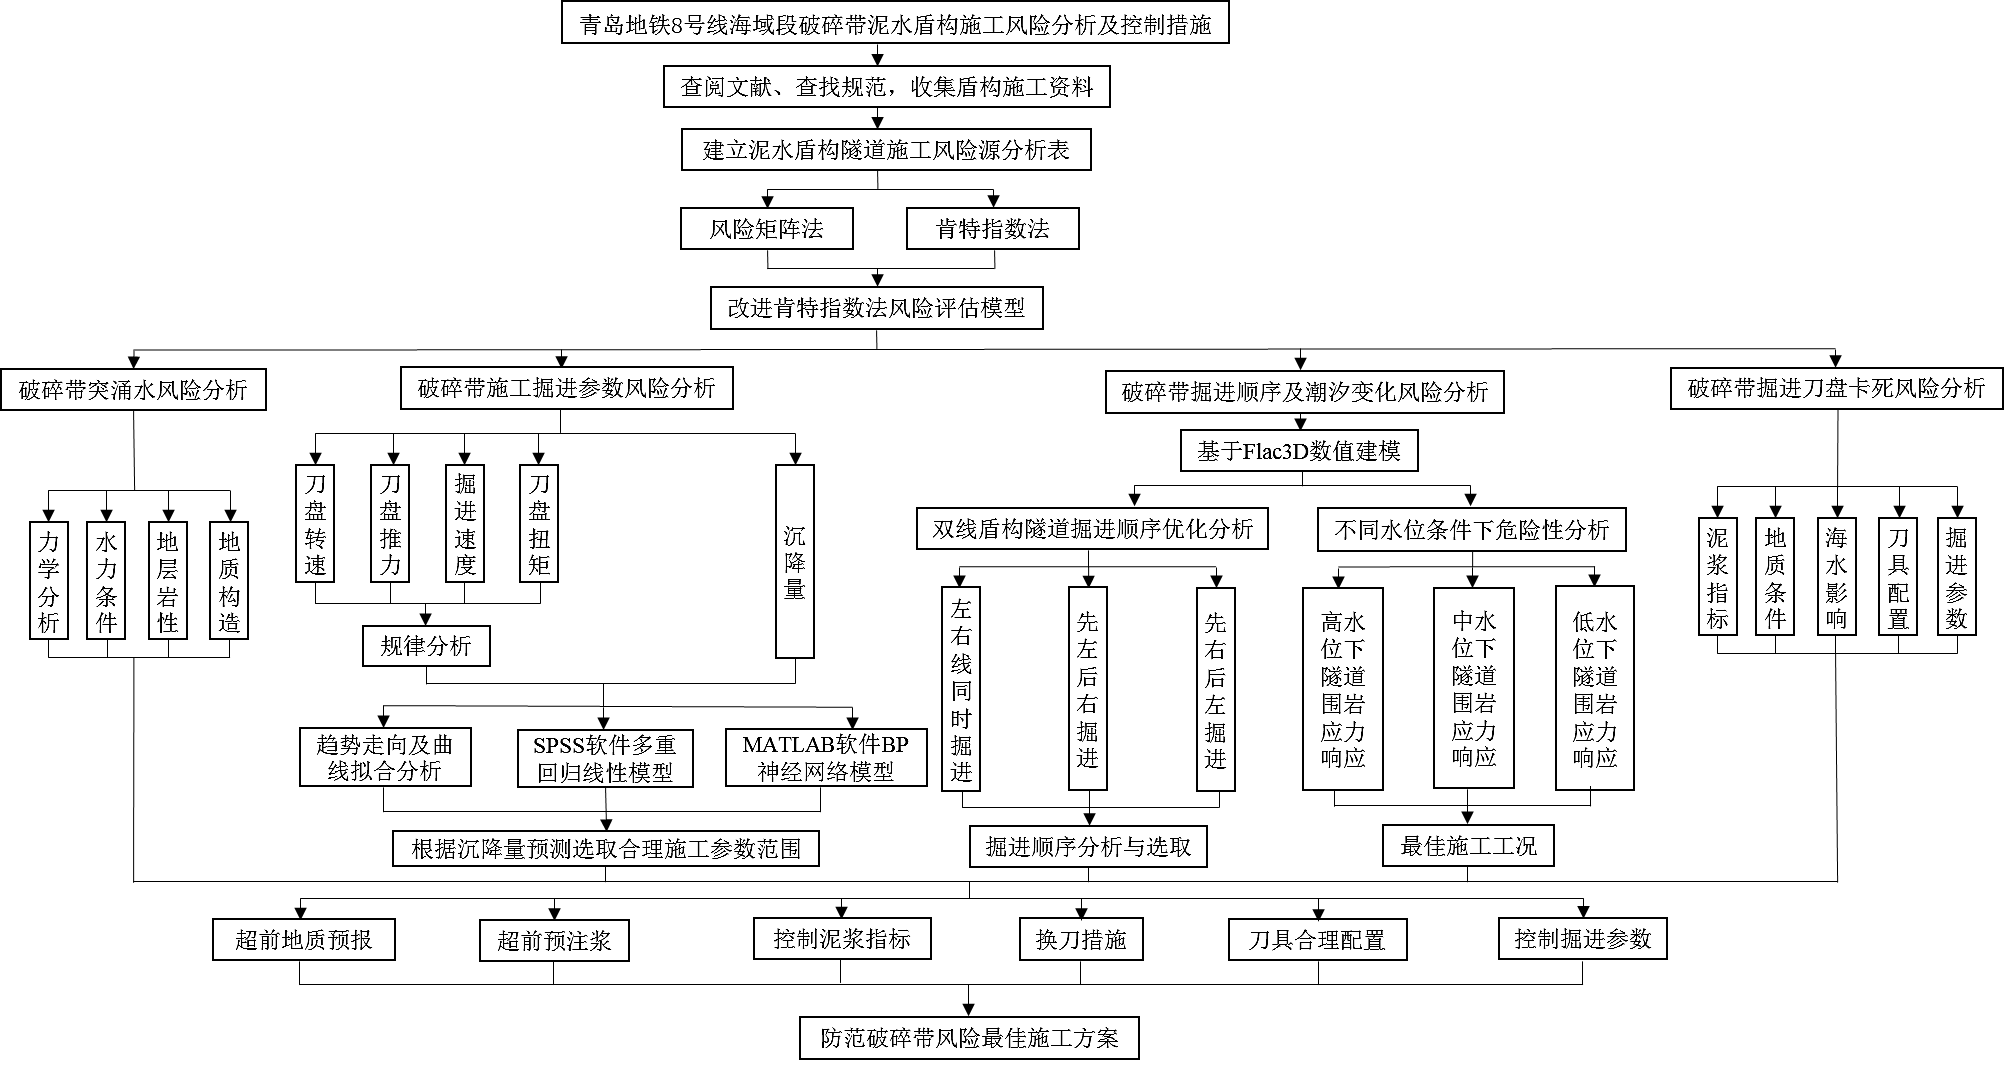 青岛地铁8号线海域段破碎带泥水盾构施工风险分析及控制措施
查阅文献、查找规范，收集盾构施工资料
建立泥水盾构隧道施工风险源分析表
风险矩阵法
肯特指数法
改进肯特指数法风险评估模型
破碎带突涌水风险分析
破碎带施工掘进参数风险分析
破碎带掘进顺序及潮汐变化风险分析
破碎带掘进刀盘卡死风险分析
基于Flac3D数值建模
力学分析
水力条件
地层岩性
地质构造
刀盘转速
刀盘推力
掘进速度
刀盘扭矩
沉降量
规律分析
趋势走向及曲
线拟合分析
SPSS软件多重
回归线性模型
MATLAB软件BP
神经网络模型
根据沉降量预测选取合理施工参数范围
双线盾构隧道掘进顺序优化分析
不同水位条件下危险性分析
左右线同时掘进
先左后右掘进
先右后左掘进
高水
位下
隧道
围岩
应力
响应
中水
位下
隧道
围岩
应力
响应
低水
位下
隧道
围岩
应力
响应
掘进顺序分析与选取
最佳施工工况
泥浆指标
地质条件
海水影响
刀具配置
掘进参数
超前地质预报
超前预注浆
控制泥浆指标
换刀措施
刀具合理配置
控制掘进参数
防范破碎带风险最佳施工方案